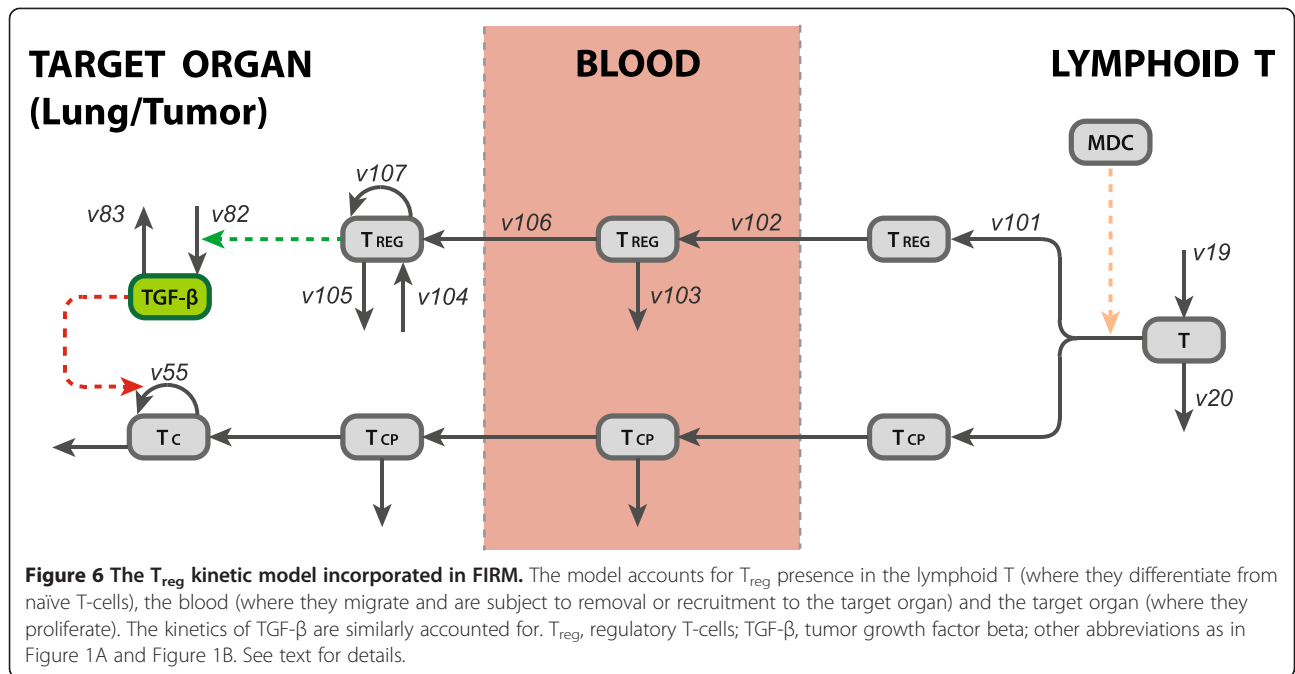 TARGET ORGAN
(Lung/Tumor)
BLOOD
LYMPHOID T
MDC
v107
v83
v82
v106
v102
v101
v19
T REG
T REG
T REG
TGF-β
v105
v104
v103
T
v55
v20
T C
T CP
T CP
T CP
Figure 6 The Treg kinetic model incorporated in FIRM. The model accounts for Treg presence in the lymphoid T (where they differentiate from
naïve T-cells), the blood (where they migrate and are subject to removal or recruitment to the target organ) and the target organ (where they
proliferate). The kinetics of TGF-β are similarly accounted for. Treg, regulatory T-cells; TGF-β, tumor growth factor beta; other abbreviations as in
Figure 1A and Figure 1B. See text for details.